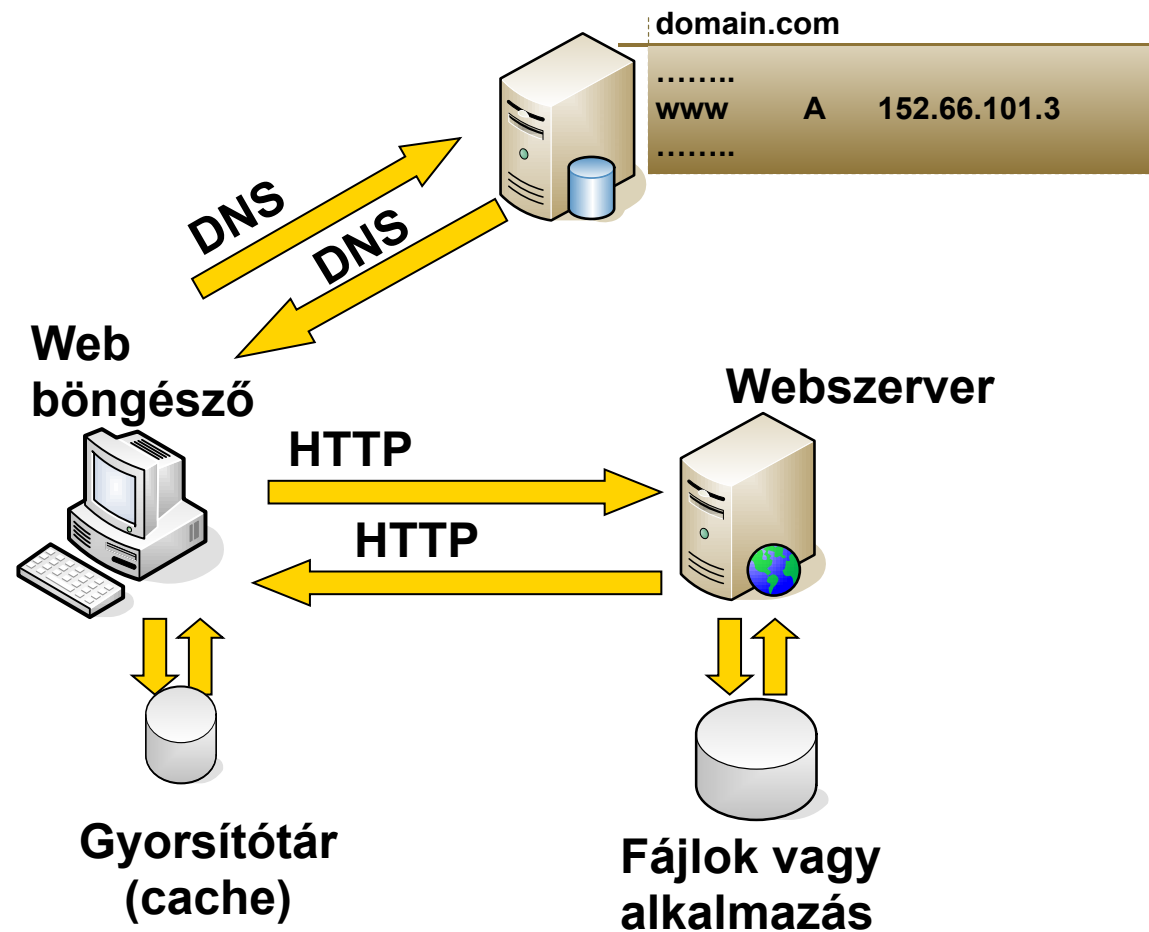 domain.com
……..
www A 152.66.101.3
……..
DNS
DNS
Web
böngésző
Webszerver
HTTP
HTTP
Gyorsítótár
(cache)
Fájlok vagy
alkalmazás